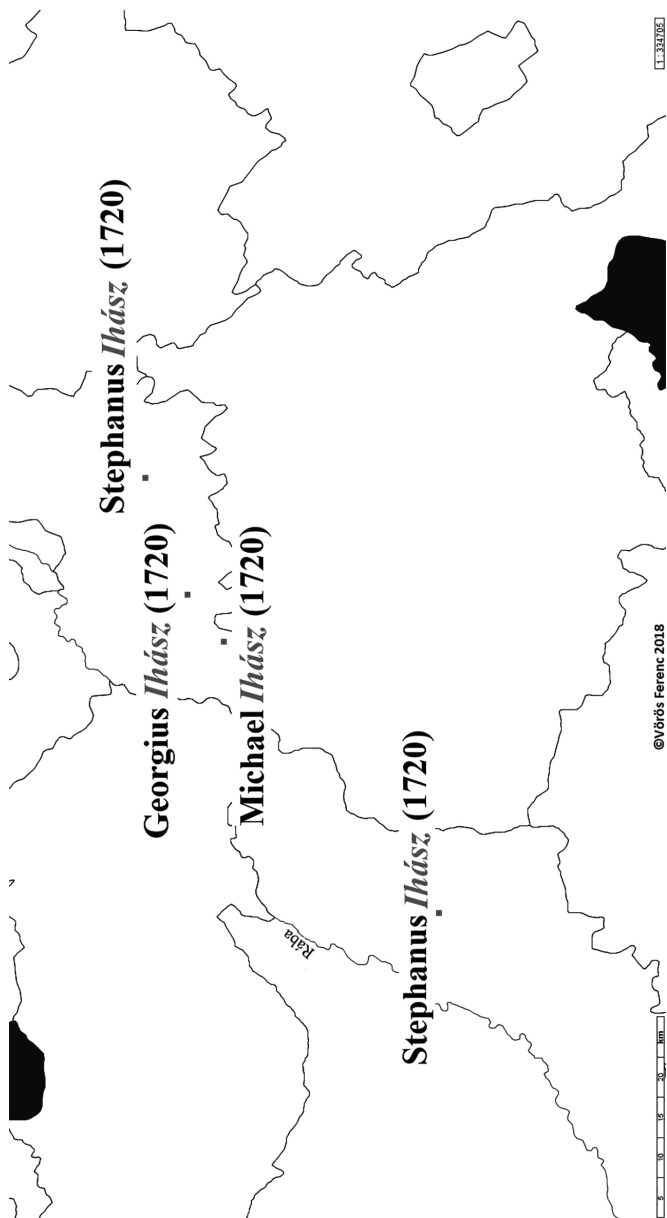 Stephanus Ihász (1720)
Georgius Ihász (1720)
Michael Ihász (1720)
Stephanus Ihász (1720)
Rába
5 10 15 20 km
©Vörös Ferenc 2018
1 : 334705